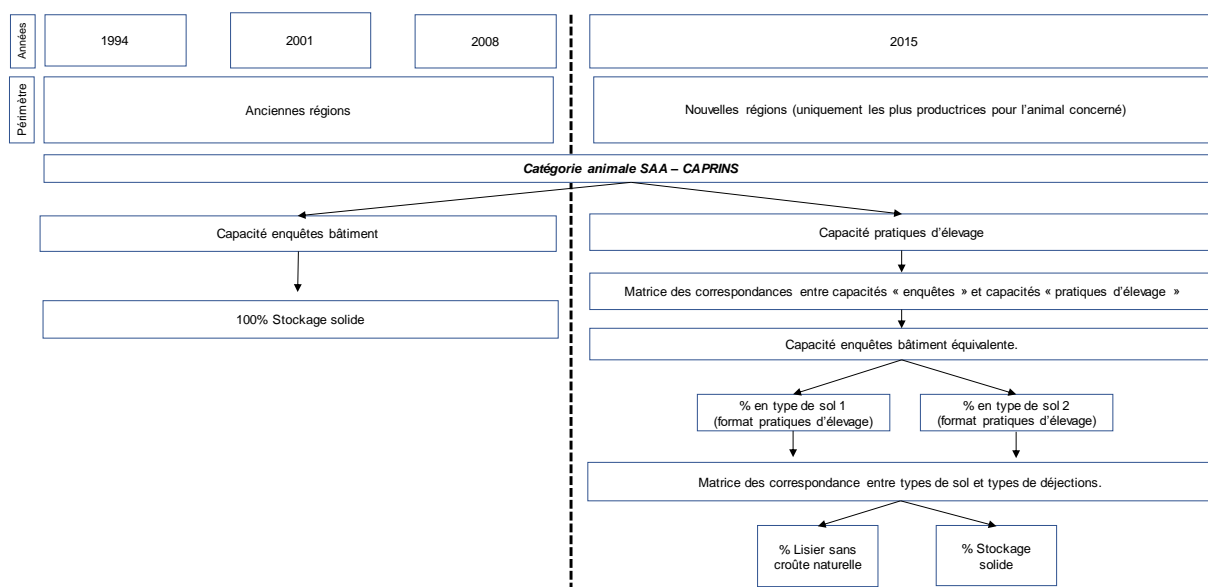 Années
1994
2001
2008
2015
Périmètre
Anciennes régions
Nouvelles régions (uniquement les plus productrices pour l'animal concerné)
Catégorie animale SAA – CAPRINS
Capacité enquêtes bâtiment
Capacité pratiques d'élevage
100% Stockage solide
Matrice des correspondances entre capacités « enquêtes » et capacités « pratiques d'élevage »
Capacité enquêtes bâtiment équivalente.
% en type de sol 1
(format pratiques d'élevage)
% en type de sol 2
(format pratiques d'élevage)
Matrice des correspondance entre types de sol et types de déjections.
% Lisier sans
croûte naturelle
% Stockage
solide